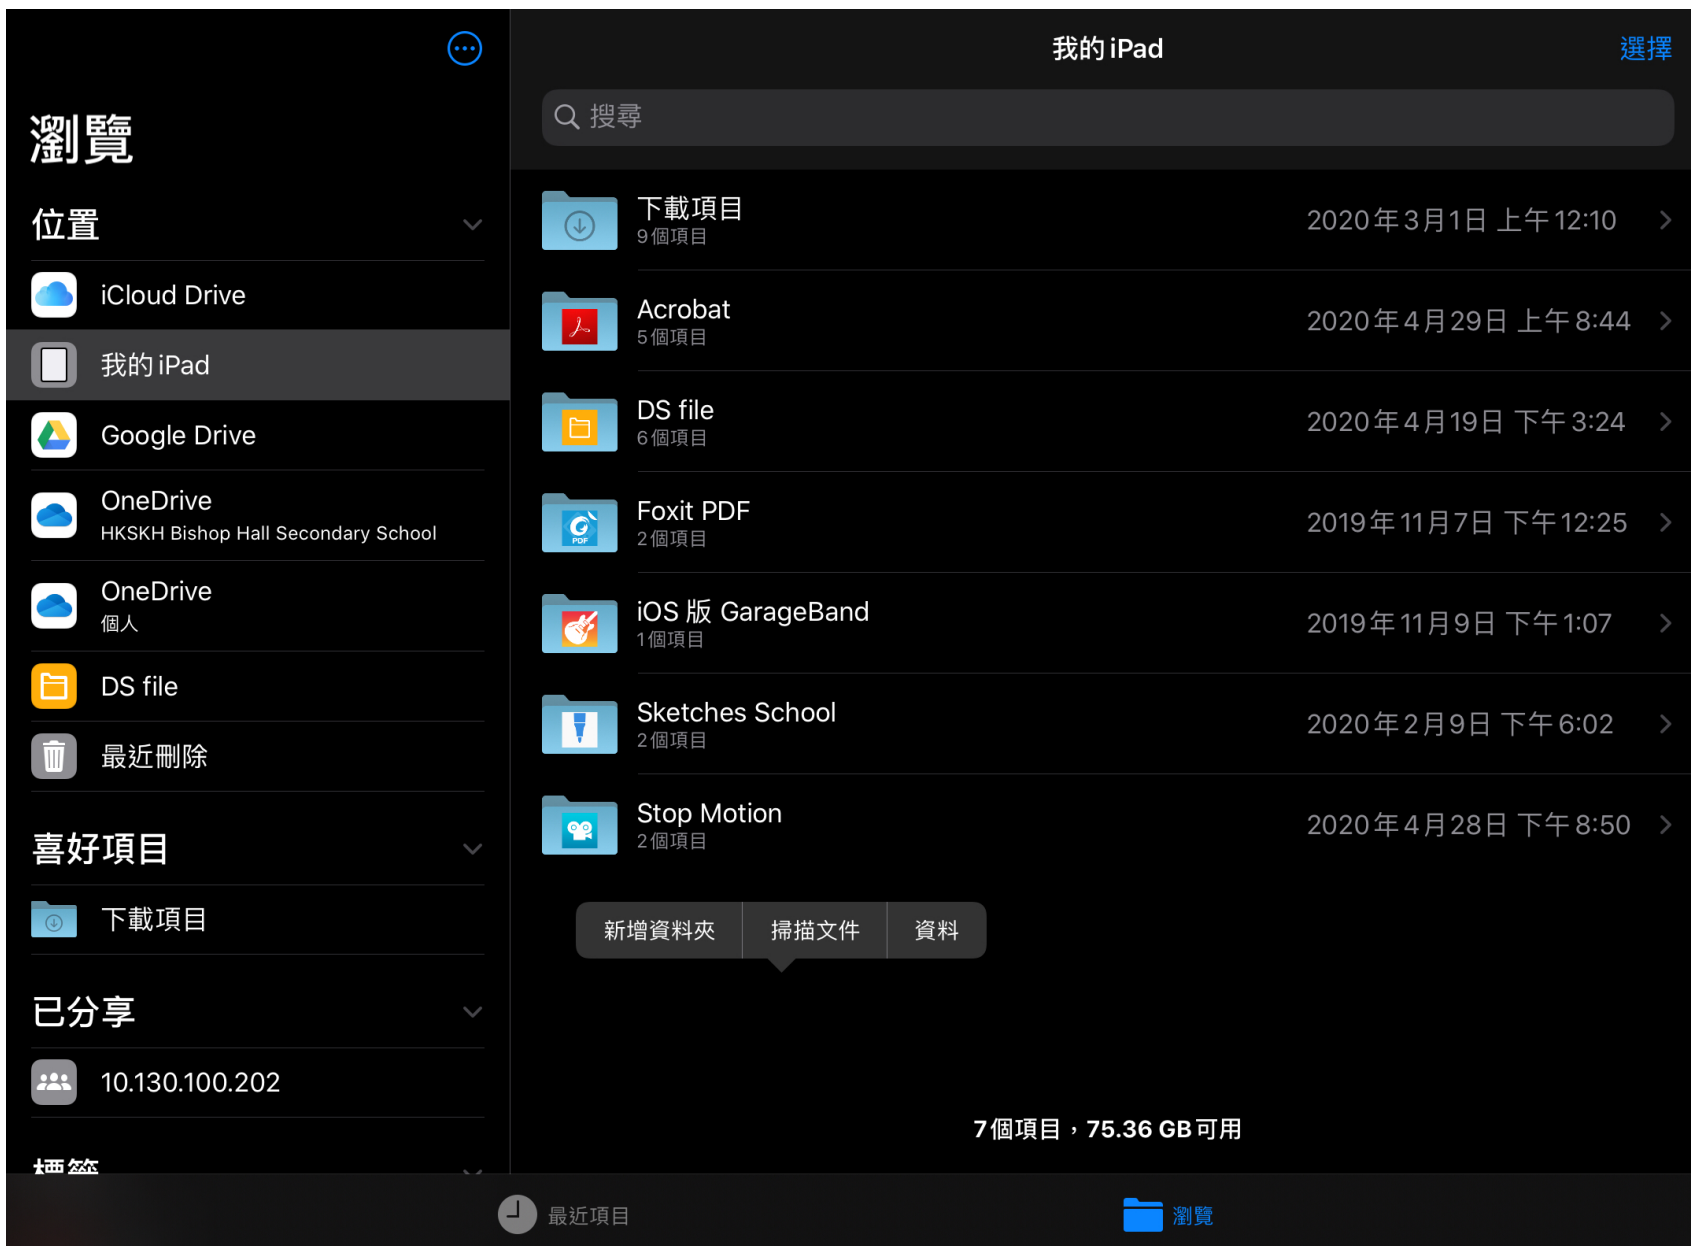 瀏覽
位置
iCloud Drive
我的 iPad
Google Drive
OneDrive
HKSKH Bishop Hall Secondary School
OneDrive
個人
DS file
最近刪除
喜好項目
下載項目
已分享
10.130.100.202
標籤
我的 iPad
選擇
搜尋
下載項目
2020年3月1日 上午12:10
9個項目
Acrobat
2020年4月29日 上午8:44
5個項目
DS file
2020年4月19日 下午3:24
6個項目
Foxit PDF
2019年11月7日 下午12:25
2個項目
PDF
iOS 版 GarageBand
2019年11月9日 下午1:07
1個項目
Sketches School
2020年2月9日 下午6:02
2個項目
Stop Motion
2020年4月28日 下午8:50
2個項目
新增資料夾 掃描文件 資料
7個項目，75.36 GB可用
最近項目
瀏覽